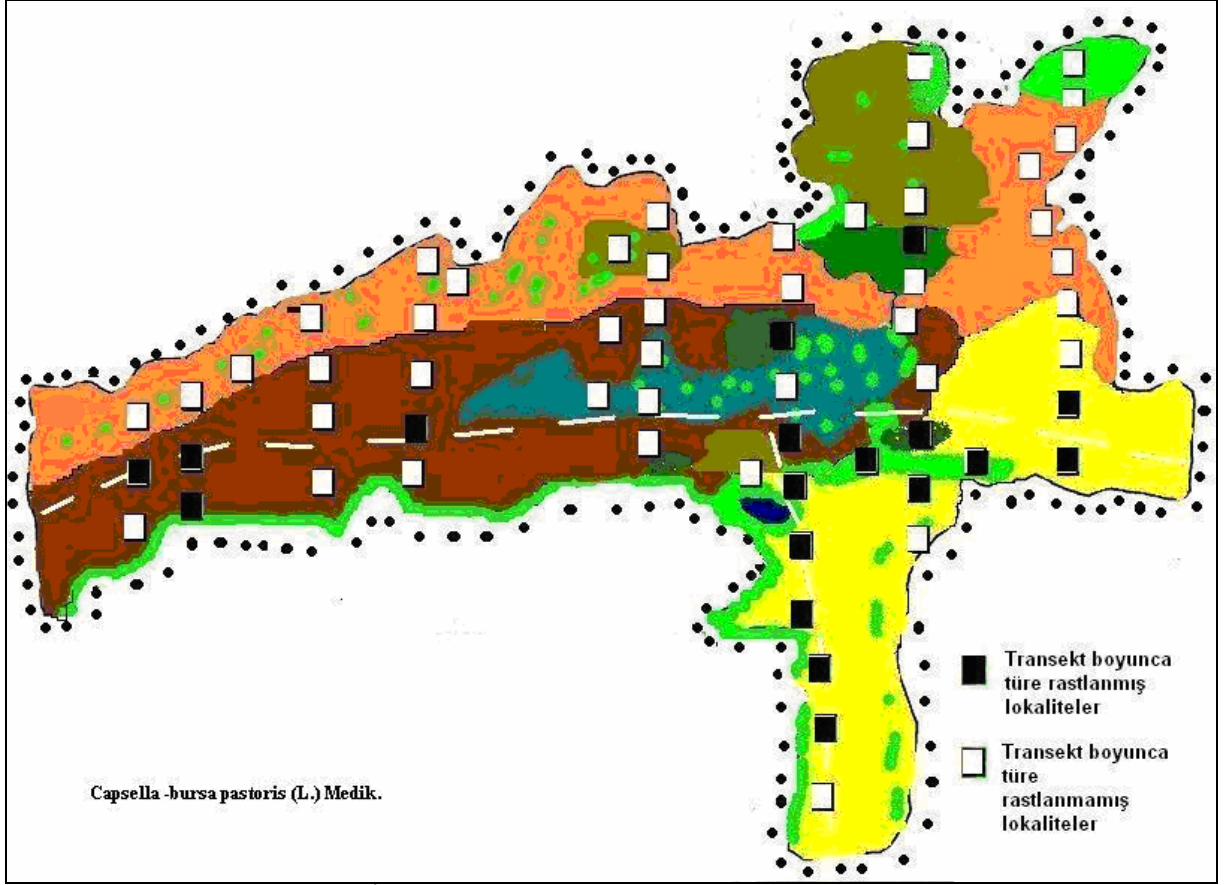 Transekt boyunca
türe rastlanmış
lokaliteler
Transekt boyunca
türe
rastlanmamış
lokaliteler
Capsella -bursa pastoris (L.) Medik.